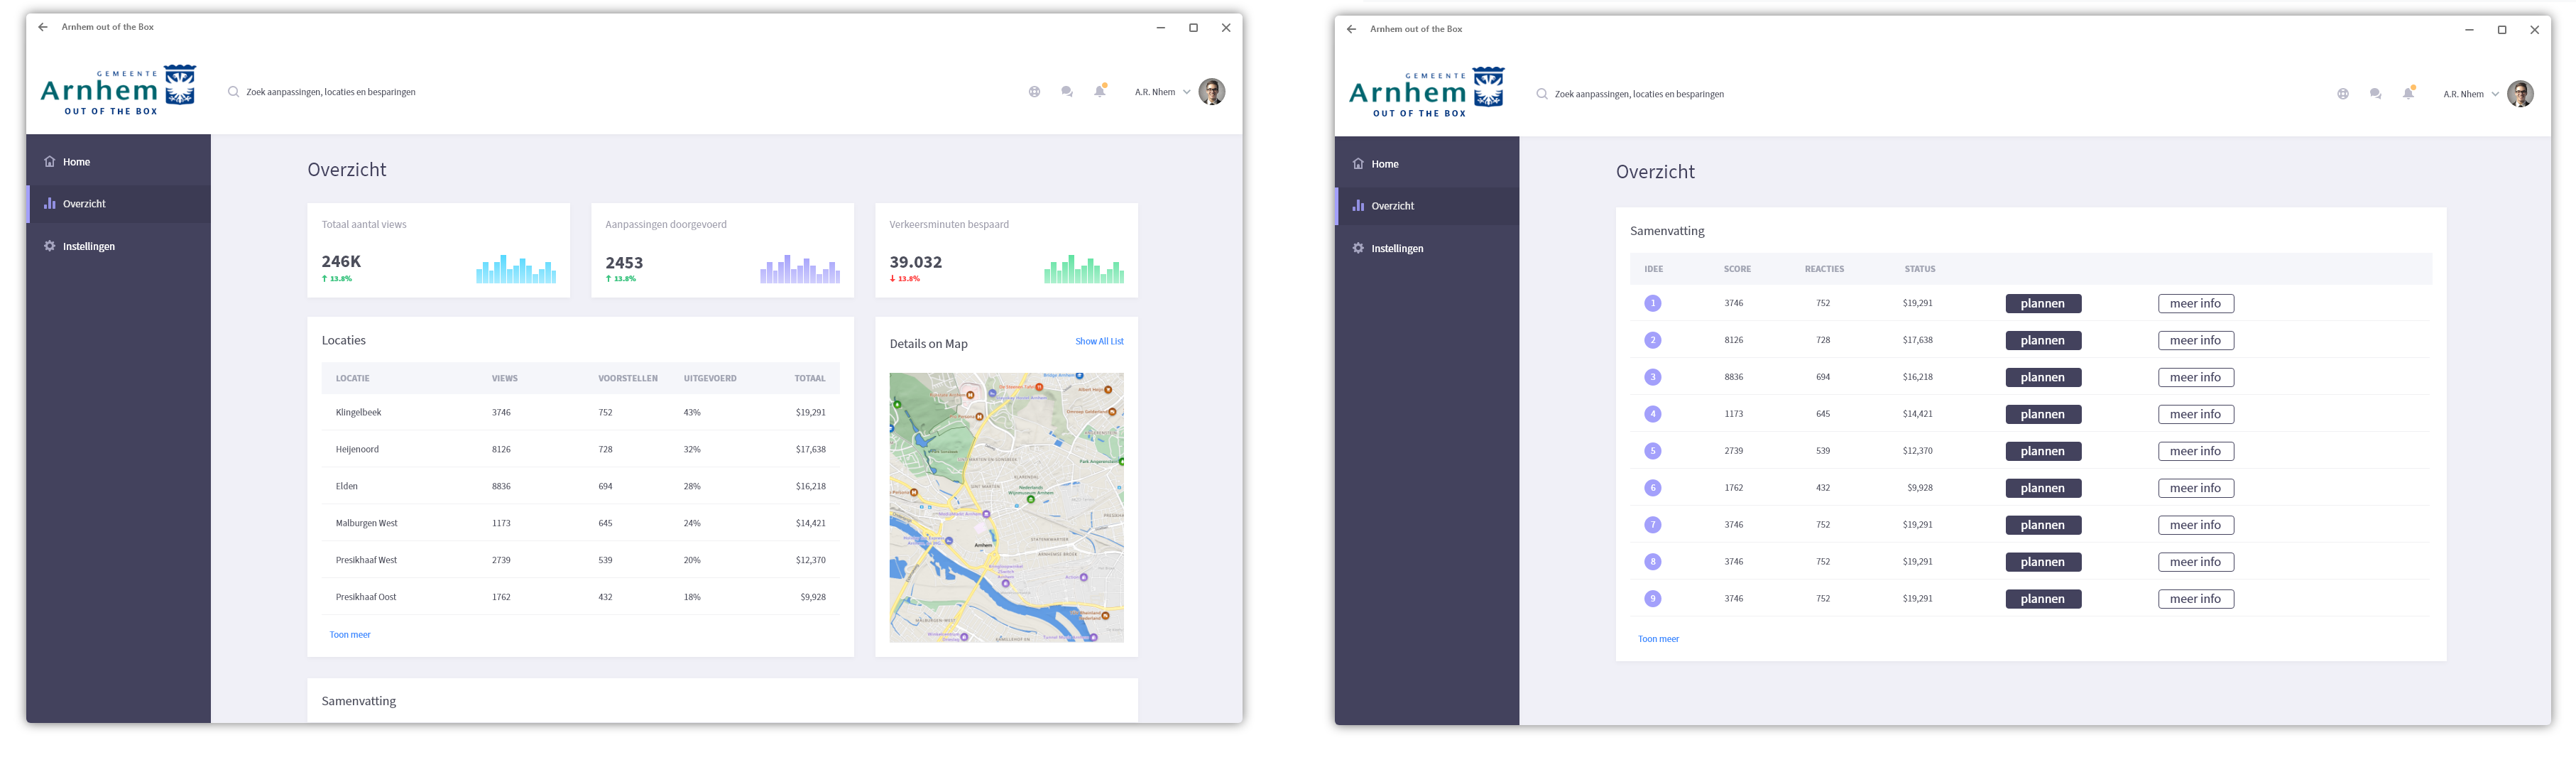 Arnhem out of the Box
GEMEENTE
Arnhem
OUT OF THE BOX
Zoek aanpassingen, locaties en besparingen
A.R. Nhem
Home
Overzicht
Instellingen
Overzicht
Totaal aantal views
246K
↑ 13.8%
Aanpassingen doorgevoerd
2453
↑ 13.8%
Verkeersminuten bespaard
39.032
↓ 13.8%
Locaties
LOCATIE VIEWS VOORSTELLEN UITGEVOERD TOTAAL
Klingelbeek 3746 752 43% $19,291
Heijenoord 8126 728 32% $17,638
Elden 8836 694 28% $16,218
Malburgen West 1173 645 24% $14,421
Presikhaaf West 2739 539 20% $12,370
Presikhaaf Oost 1762 432 18% $9,928
Toon meer
Details on Map
Show All List
Nederlands
Wijnmuseum Arnhem
Arnhem
Samenvatting
Arnhem out of the Box
GEMEENTE
Arnhem
OUT OF THE BOX
Zoek aanpassingen, locaties en besparingen
A.R. Nhem
Home
Overzicht
Instellingen
Overzicht
Samenvatting
IDEE SCORE REACTIES STATUS
1 3746 752 $19,291 plannen meer info
2 8126 728 $17,638 plannen meer info
3 8836 694 $16,218 plannen meer info
4 1173 645 $14,421 plannen meer info
5 2739 539 $12,370 plannen meer info
6 1762 432 $9,928 plannen meer info
7 3746 752 $19,291 plannen meer info
8 3746 752 $19,291 plannen meer info
9 3746 752 $19,291 plannen meer info
Toon meer